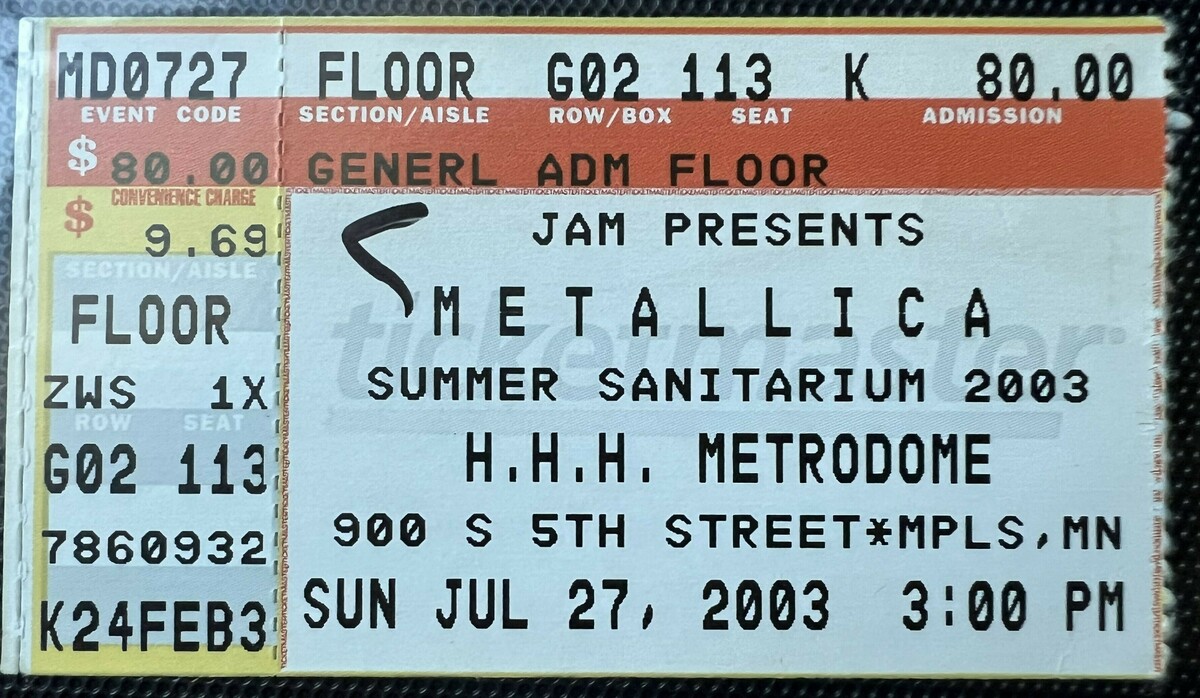 MD0727 FLOOR G02 113 K 80.00
EVENT CODE SECTION/AISLE ROW/BOX SEAT ADMISSION
$ 80.00 GENERL ADM FLOOR
CONVENIENCE CHARGE
$ 9.69
SECTION/AISLE
FLOOR
ZWS 1X
ROW SEAT
G02 113
7860932
K24FEB3
JAM PRESENTS
METALLICA
ticketmaster
SUMMER SANITARIUM 2003
H.H.H. METRODOME
900 S 5TH STREET*MPLS,MN
SUN JUL 27, 2003 3:00 PM